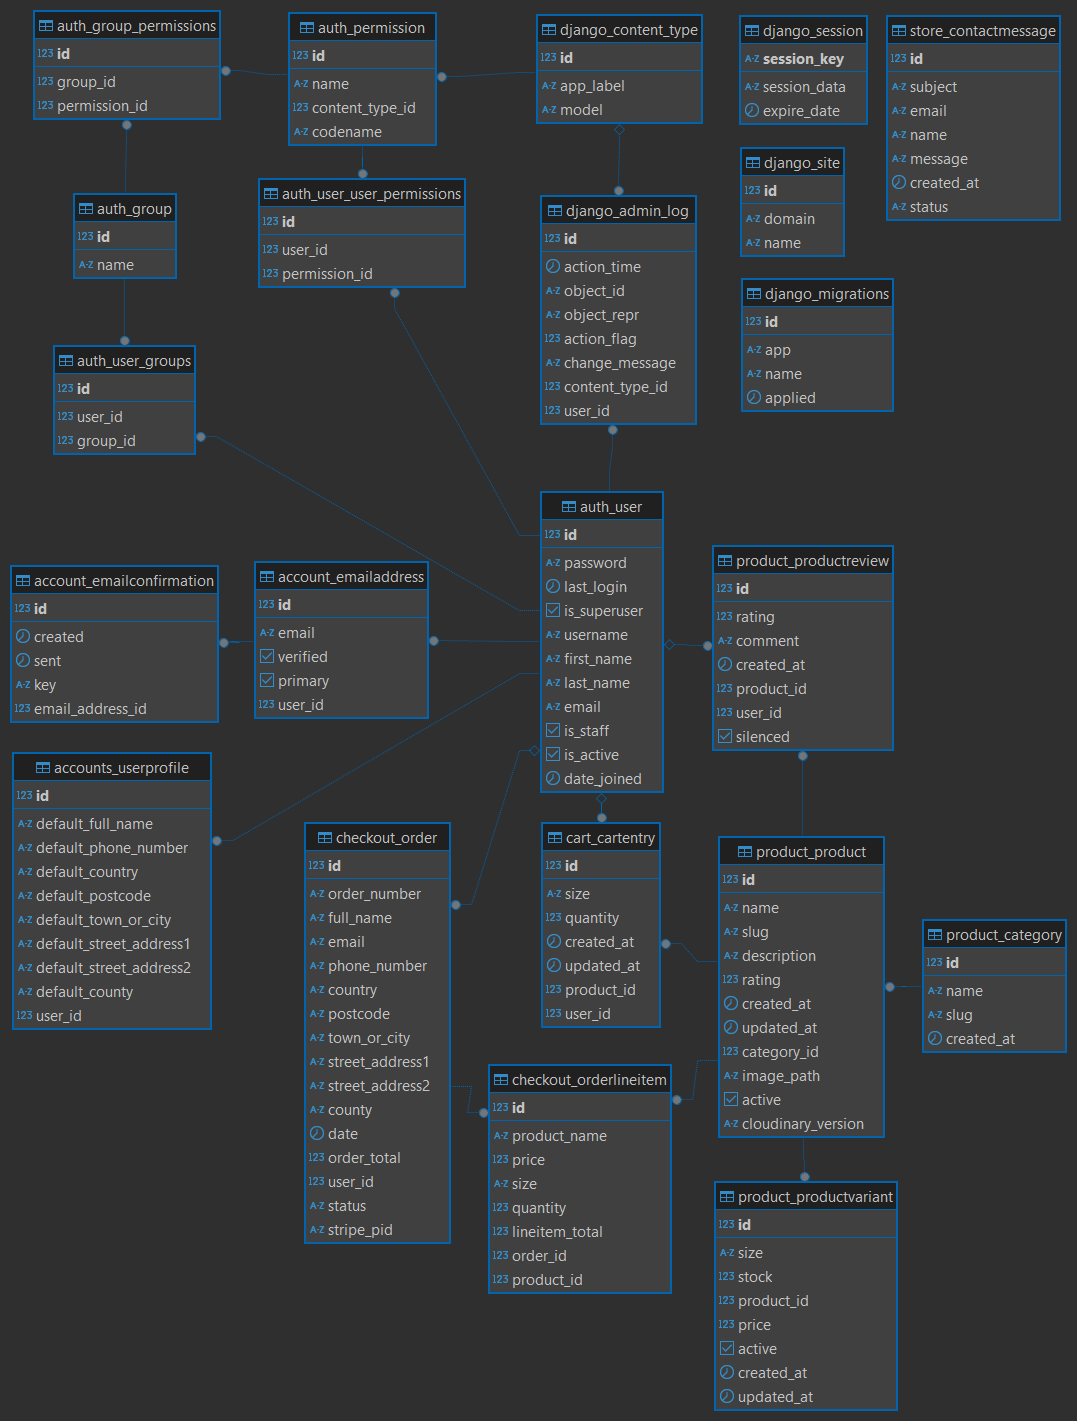 auth_group_permissions
123 id
123 group_id
123 permission_id
auth_permission
123 id
A-Z name
123 content_type_id
A-Z codename
django_content_type
123 id
A-Z app_label
A-Z model
django_session
A-Z session_key
A-Z session_data
expire_date
store_contactmessage
123 id
A-Z subject
A-Z email
A-Z name
A-Z message
created_at
A-Z status
django_site
123 id
A-Z domain
A-Z name
auth_group
123 id
A-Z name
auth_user_user_permissions
123 id
123 user_id
123 permission_id
django_admin_log
123 id
action_time
A-Z object_id
A-Z object_repr
123 action_flag
A-Z change_message
123 content_type_id
123 user_id
django_migrations
123 id
A-Z app
A-Z name
applied
auth_user_groups
123 id
123 user_id
123 group_id
auth_user
123 id
A-Z password
last_login
is_superuser
A-Z username
A-Z first_name
A-Z last_name
A-Z email
is_staff
is_active
date_joined
product_productreview
123 id
123 rating
A-Z comment
created_at
123 product_id
123 user_id
silenced
account_emailconfirmation
123 id
created
sent
A-Z key
123 email_address_id
account_emailaddress
123 id
A-Z email
verified
primary
123 user_id
accounts_userprofile
123 id
A-Z default_full_name
A-Z default_phone_number
A-Z default_country
A-Z default_postcode
A-Z default_town_or_city
A-Z default_street_address1
A-Z default_street_address2
A-Z default_county
123 user_id
checkout_order
123 id
A-Z order_number
A-Z full_name
A-Z email
A-Z phone_number
A-Z country
A-Z postcode
A-Z town_or_city
A-Z street_address1
A-Z street_address2
A-Z county
date
123 order_total
123 user_id
A-Z status
A-Z stripe_pid
cart_cartentry
123 id
A-Z size
123 quantity
created_at
updated_at
123 product_id
123 user_id
product_product
123 id
A-Z name
A-Z slug
A-Z description
123 rating
created_at
updated_at
123 category_id
A-Z image_path
active
A-Z cloudinary_version
product_category
123 id
A-Z name
A-Z slug
created_at
checkout_orderlineitem
123 id
A-Z product_name
123 price
A-Z size
123 quantity
123 lineitem_total
123 order_id
123 product_id
product_productvariant
123 id
A-Z size
123 stock
123 product_id
123 price
active
created_at
updated_at